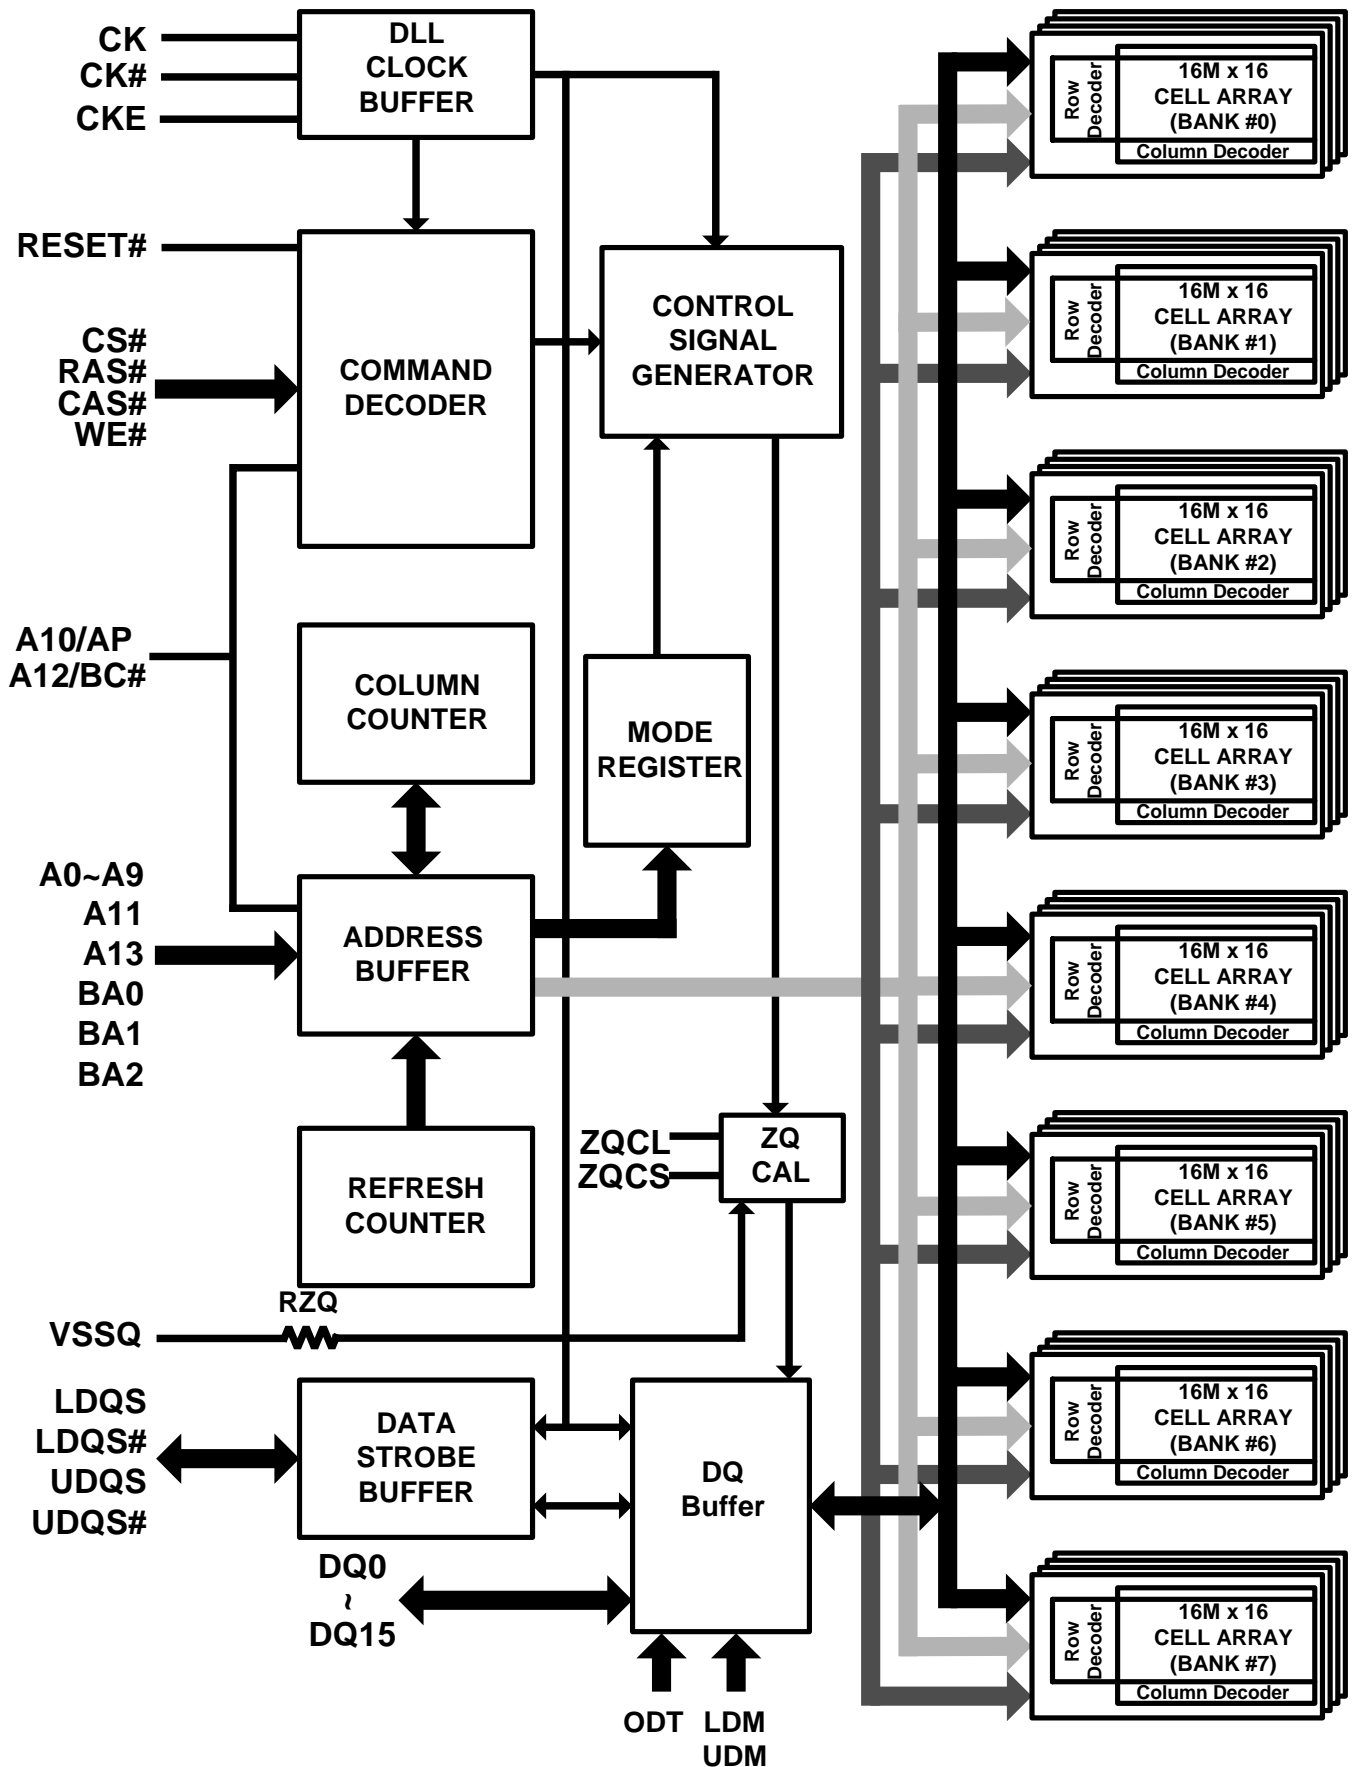 CK
CK#
CKE
DLL
CLOCK
BUFFER
RESET#
CS#
RAS#
CAS#
WE#
COMMAND
DECODER
CONTROL
SIGNAL
GENERATOR
A10/AP
A12/BC#
COLUMN
COUNTER
MODE
REGISTER
A0~A9
A11
A13
BA0
BA1
BA2
ADDRESS
BUFFER
REFRESH
COUNTER
ZQCL
ZQCS
ZQ
CAL
RZQ
VSSQ
LDQS
LDQS#
UDQS
UDQS#
DATA
STROBE
BUFFER
DQ
Buffer
DQ0
~
DQ15
ODT
LDM
UDM
Row
Decoder
16M x 16
CELL ARRAY
(BANK #0)
Column Decoder
Row
Decoder
16M x 16
CELL ARRAY
(BANK #1)
Column Decoder
Row
Decoder
16M x 16
CELL ARRAY
(BANK #2)
Column Decoder
Row
Decoder
16M x 16
CELL ARRAY
(BANK #3)
Column Decoder
Row
Decoder
16M x 16
CELL ARRAY
(BANK #4)
Column Decoder
Row
Decoder
16M x 16
CELL ARRAY
(BANK #5)
Column Decoder
Row
Decoder
16M x 16
CELL ARRAY
(BANK #6)
Column Decoder
Row
Decoder
16M x 16
CELL ARRAY
(BANK #7)
Column Decoder